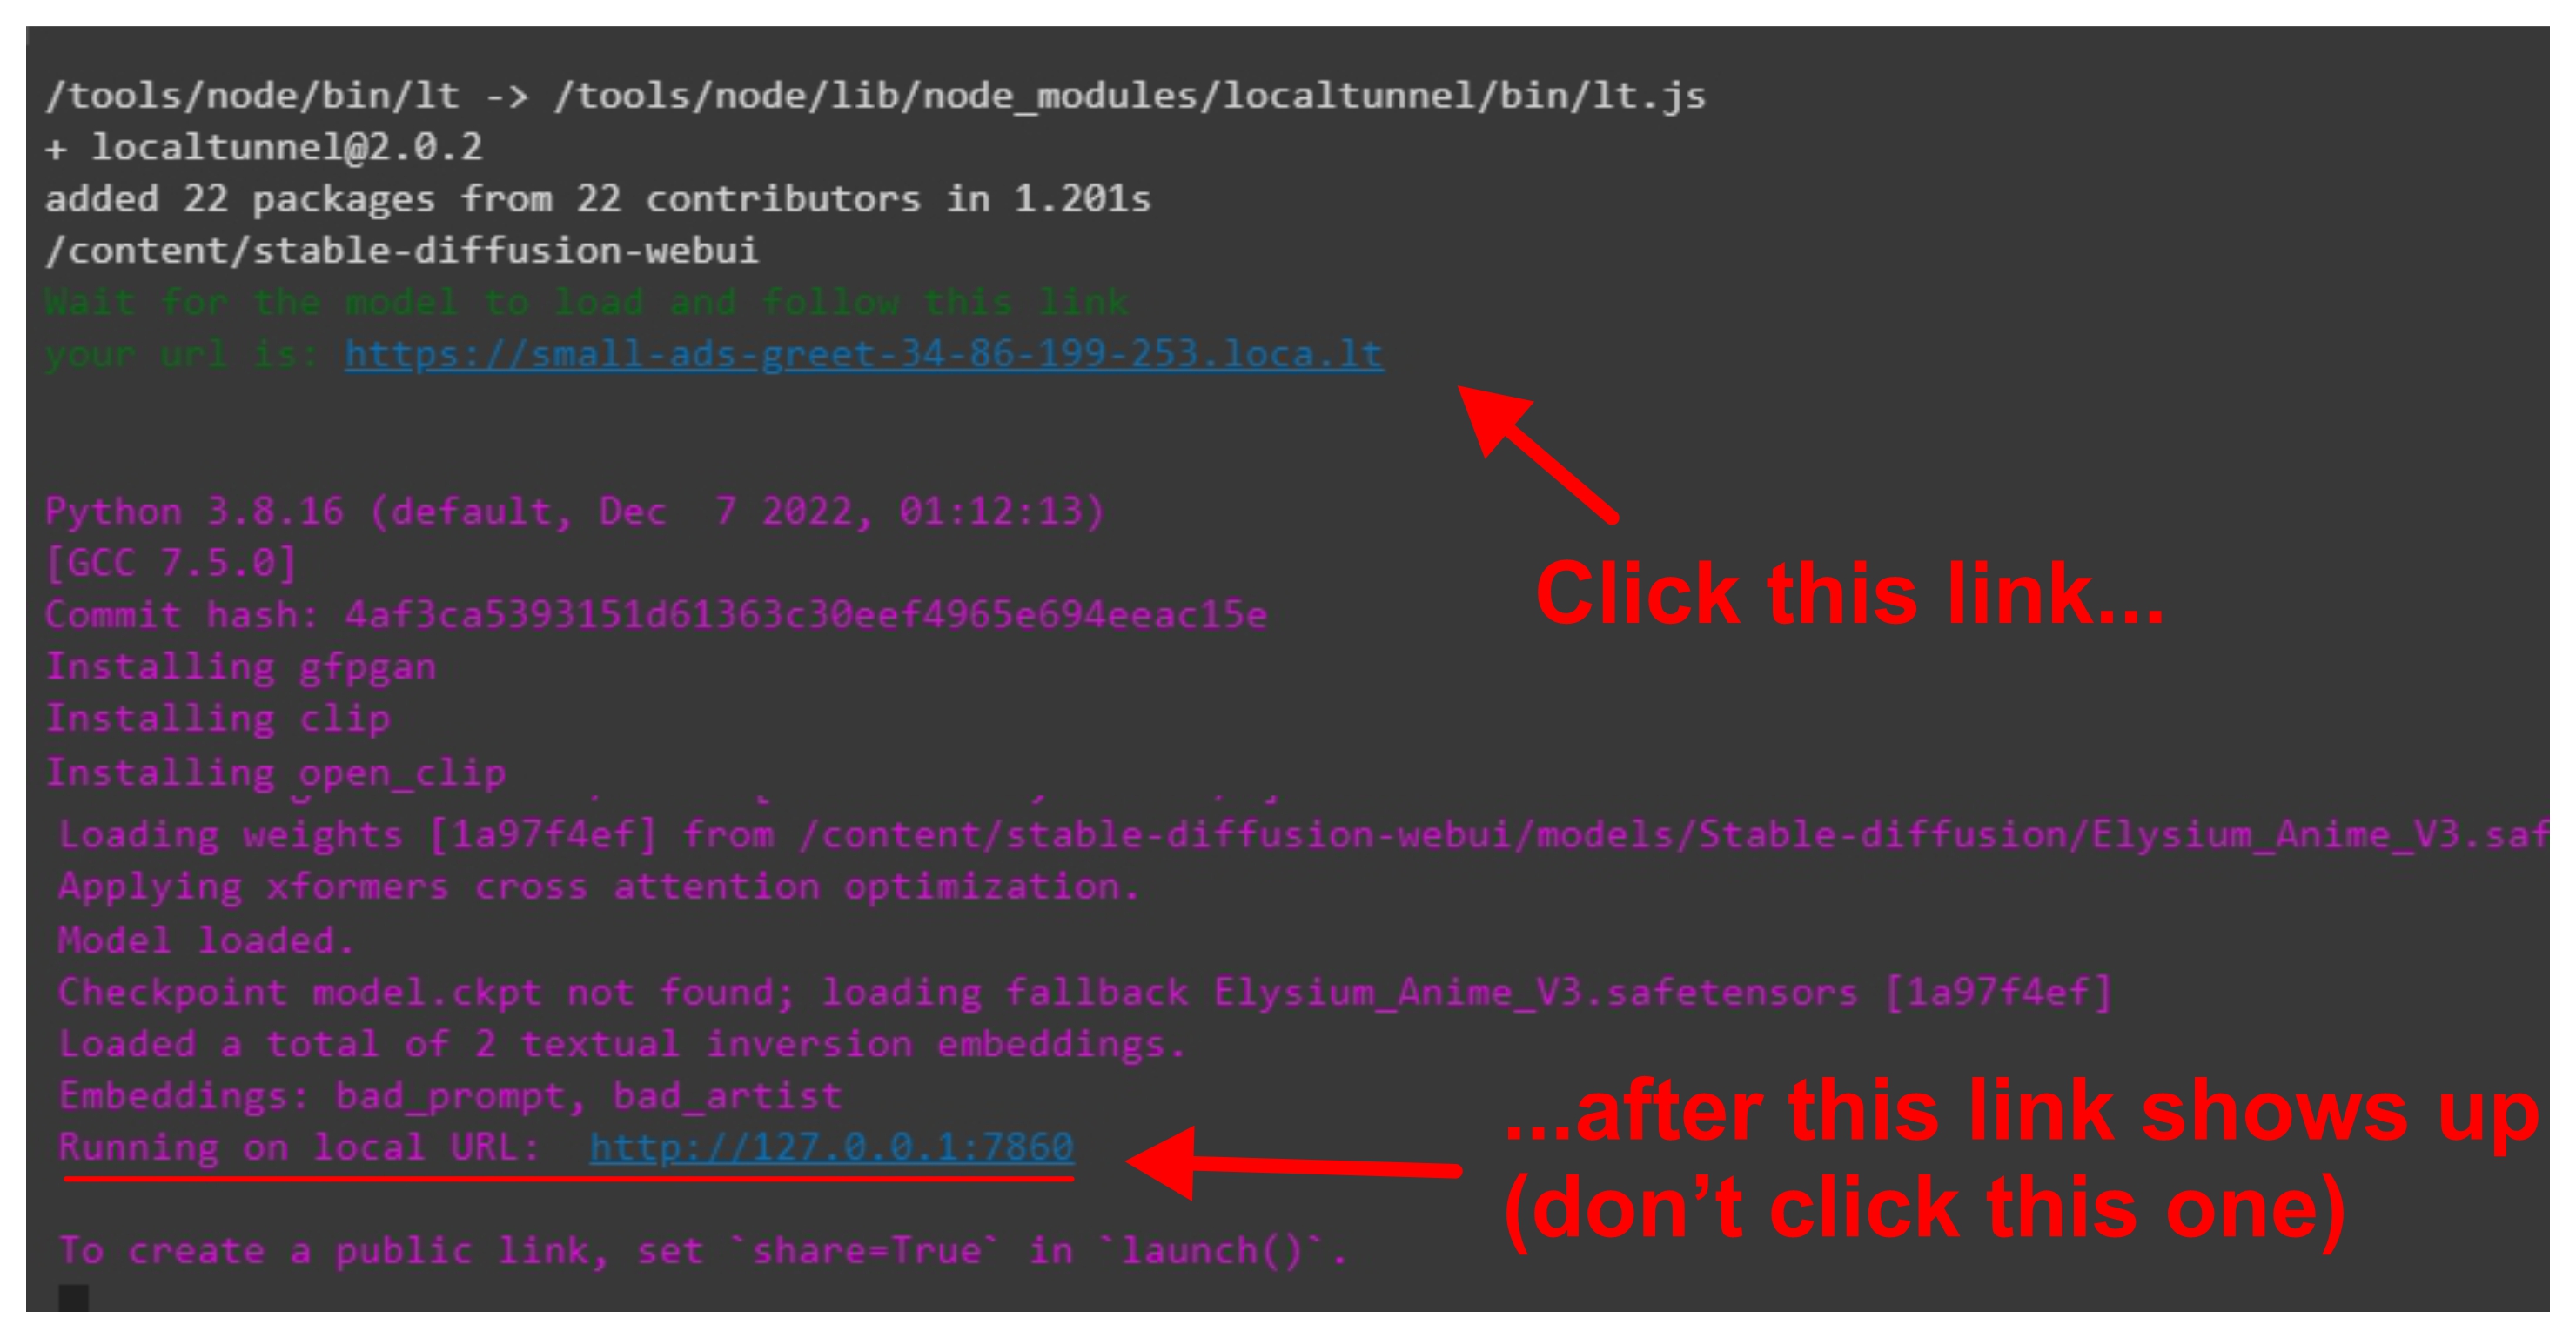 /tools/node/bin/lt -> /tools/node/lib/node_modules/localtunnel/bin/lt.js
+ localtunnel@2.0.2
added 22 packages from 22 contributors in 1.201s
/content/stable-diffusion-webui
Wait for the model to load and follow this link
your url is: https://small-ads-greet-34-86-199-253.loca.lt
Python 3.8.16 (default, Dec  7 2022, 01:12:13)
[GCC 7.5.0]
Commit hash: 4af3ca5393151d61363c30eef4965e694eeac15e
Click this link...
Installing gfpgan
Installing clip
Installing open_clip
Loading weights [1a97f4ef] from /content/stable-diffusion-webui/models/Stable-diffusion/Elysium_Anime_V3.saf
Applying xformers cross attention optimization.
Model loaded.
Checkpoint model.ckpt not found; loading fallback Elysium_Anime_V3.safetensors [1a97f4ef]
Loaded a total of 2 textual inversion embeddings.
Embeddings: bad_prompt, bad_artist
Running on local URL:  http://127.0.0.1:7860
...after this link shows up
(don’t click this one)
To create a public link, set `share=True` in `launch()`.